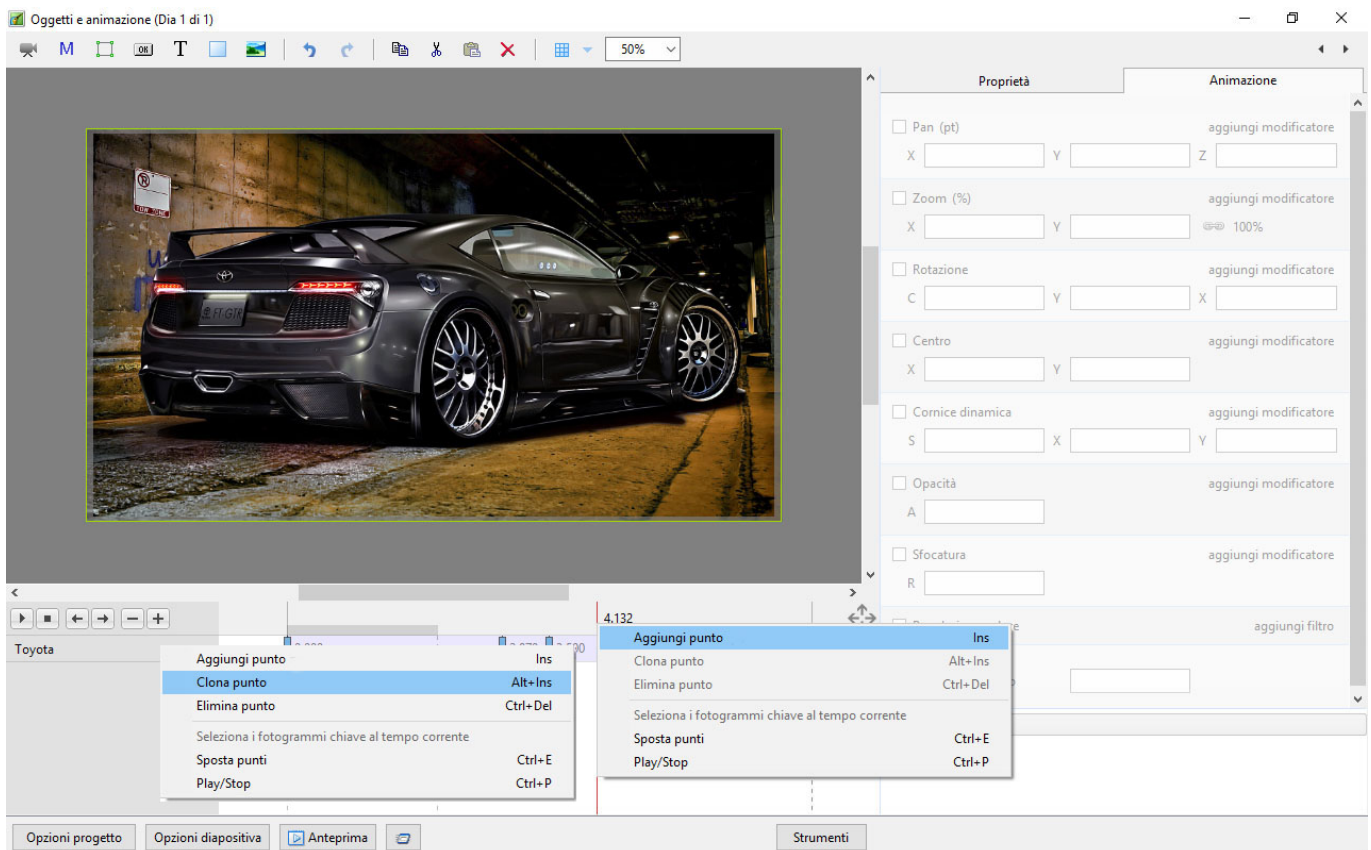 Oggetti e animazione (Dia 1 di 1)
M OK T 50%
Proprietà Animazione
Pan (pt) aggiungi modificatore
X Y Z
Zoom (%) aggiungi modificatore
X Y 100%
Rotazione aggiungi modificatore
C Y X
Centro aggiungi modificatore
X Y
Cornice dinamica aggiungi modificatore
S X Y
Opacità aggiungi modificatore
A
Sfocatura aggiungi modificatore
R
aggiungi filtro
FT-GTR
4.132
Toyota
Aggiungi punto Ins
Clona punto Alt+Ins
Elimina punto Ctrl+Del
Seleziona i fotogrammi chiave al tempo corrente
Sposta punti Ctrl+E
Play/Stop Ctrl+P
Aggiungi punto Ins
Clona punto Alt+Ins
Elimina punto Ctrl+Del
Seleziona i fotogrammi chiave al tempo corrente
Sposta punti Ctrl+E
Play/Stop Ctrl+P
Opzioni progetto Opzioni diapositiva Anteprima Strumenti